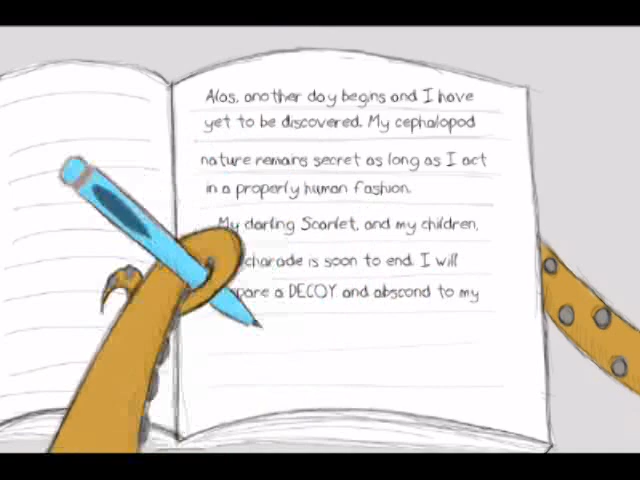 Alas, another day begins and I have
yet to be discovered. My cephalopod
nature remains secret as long as I act
in a properly human fashion.
My darling Scarlet, and my children,
charade is soon to end. I will
pare a DECOY and abscond to my